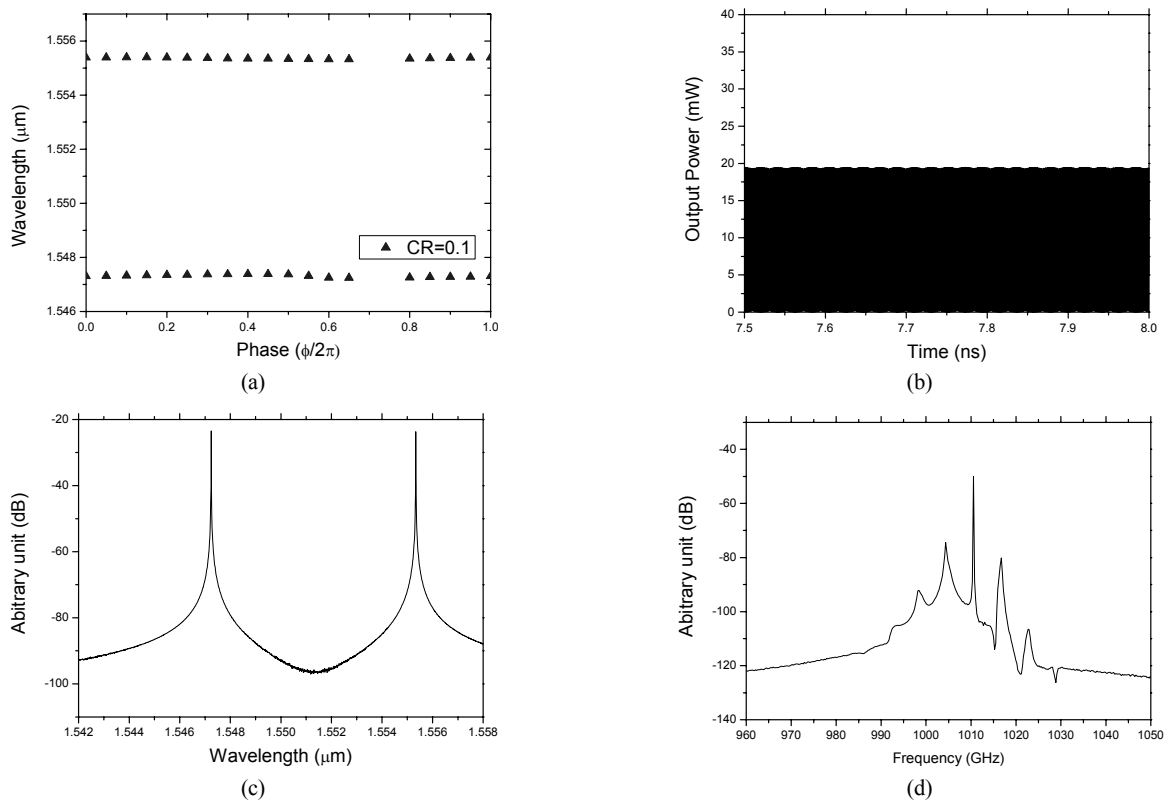 1.556
1.554
1.552
1.550
1.548
1.546
Wavelength (μm)
CR=0.1
0.0 0.2 0.4 0.6 0.8 1.0
Phase (ϕ/2π)
(a)
40
35
30
25
20
15
10
5
0
Output Power (mW)
7.5 7.6 7.7 7.8 7.9 8.0
Time (ns)
(b)
-20
-40
-60
-80
-100
Abitrary unit (dB)
1.542 1.544 1.546 1.548 1.550 1.552 1.554 1.556 1.558
Wavelength (μm)
(c)
-40
-60
-80
-100
-120
-140
Abitrary unit (dB)
960 970 980 990 1000 1010 1020 1030 1040 1050
Frequency (GHz)
(d)